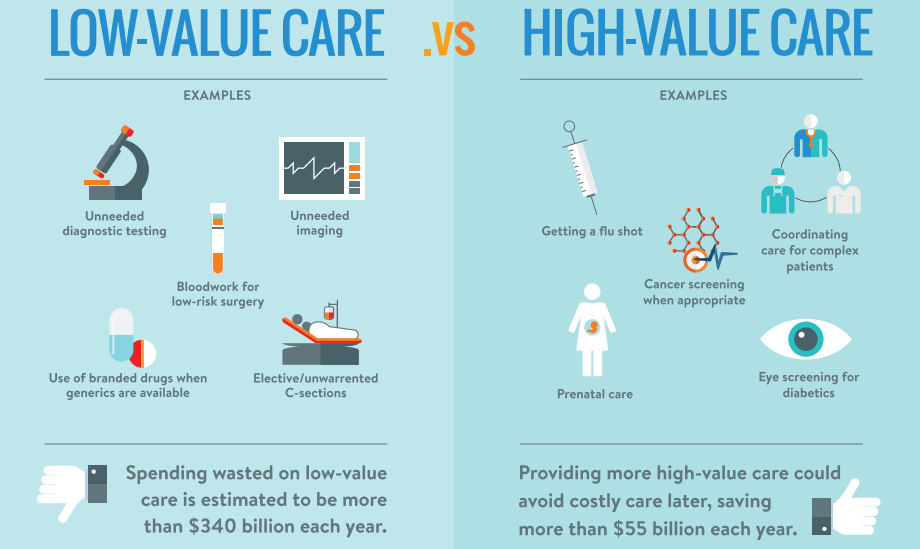 LOW-VALUE CARE .VS HIGH-VALUE CARE
EXAMPLES
Unneeded
diagnostic testing
Unneeded
imaging
Bloodwork for
low-risk surgery
Use of branded drugs when
generics are available
Elective/unwarranted
C-sections
Spending wasted on low-value
care is estimated to be more
than $340 billion each year.
EXAMPLES
Getting a flu shot
Coordinating
care for complex
patients
Cancer screening
when appropriate
Prenatal care
Eye screening for
diabetics
Providing more high-value care could
avoid costly care later, saving
more than $55 billion each year.